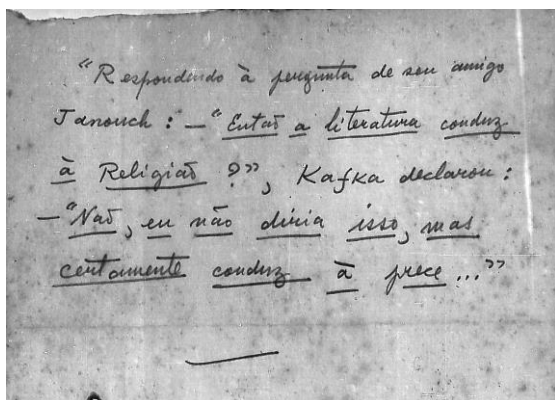 "Respondendo à pergunta de seu amigo
Janouch: — "Então a literatura conduz
à Religião?", Kafka declarou:
— "Não, eu não diria isso, mas
certamente conduz à prece..."